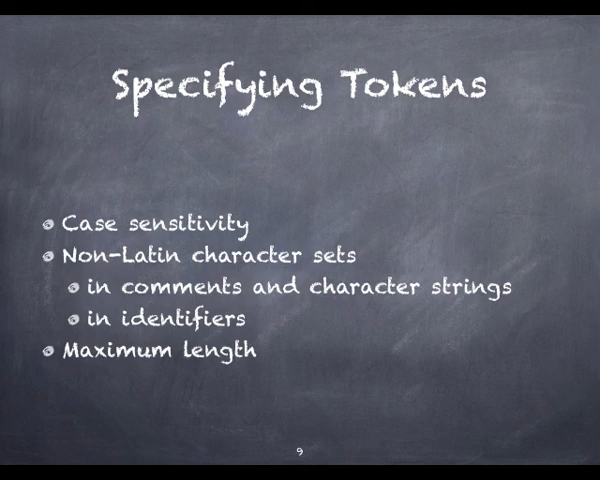 Specifying Tokens
Case sensitivity
Non-Latin character sets
in comments and character strings
in identifiers
Maximum length
9